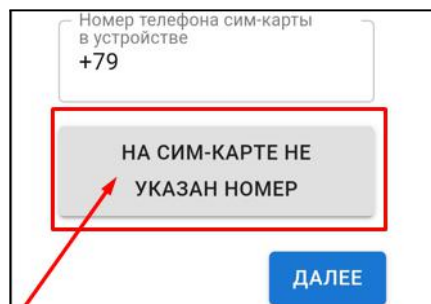 Номер телефона сим-карты
в устройстве
+79
НА СИМ-КАРТЕ НЕ
УКАЗАН НОМЕР
ДАЛЕЕ